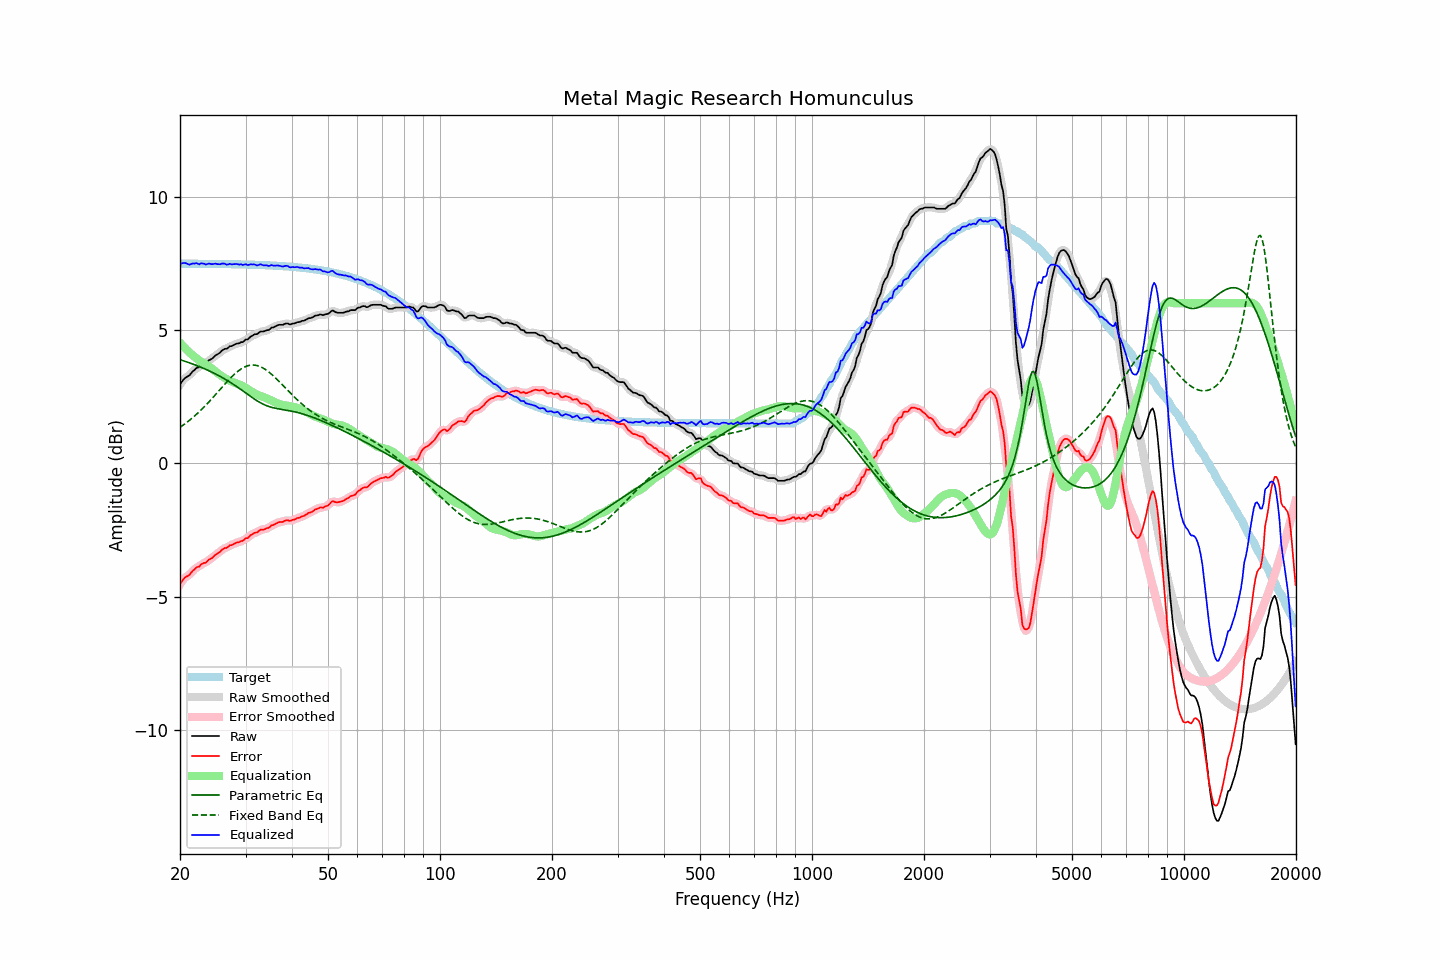 Metal Magic Research Homunculus
Amplitude (dBr)
10
5
0
−5
−10
Target
Raw Smoothed
Error Smoothed
Raw
Error
Equalization
Parametric Eq
Fixed Band Eq
Equalized
20 50 100 200 500 1000 2000 5000 10000 20000
Frequency (Hz)